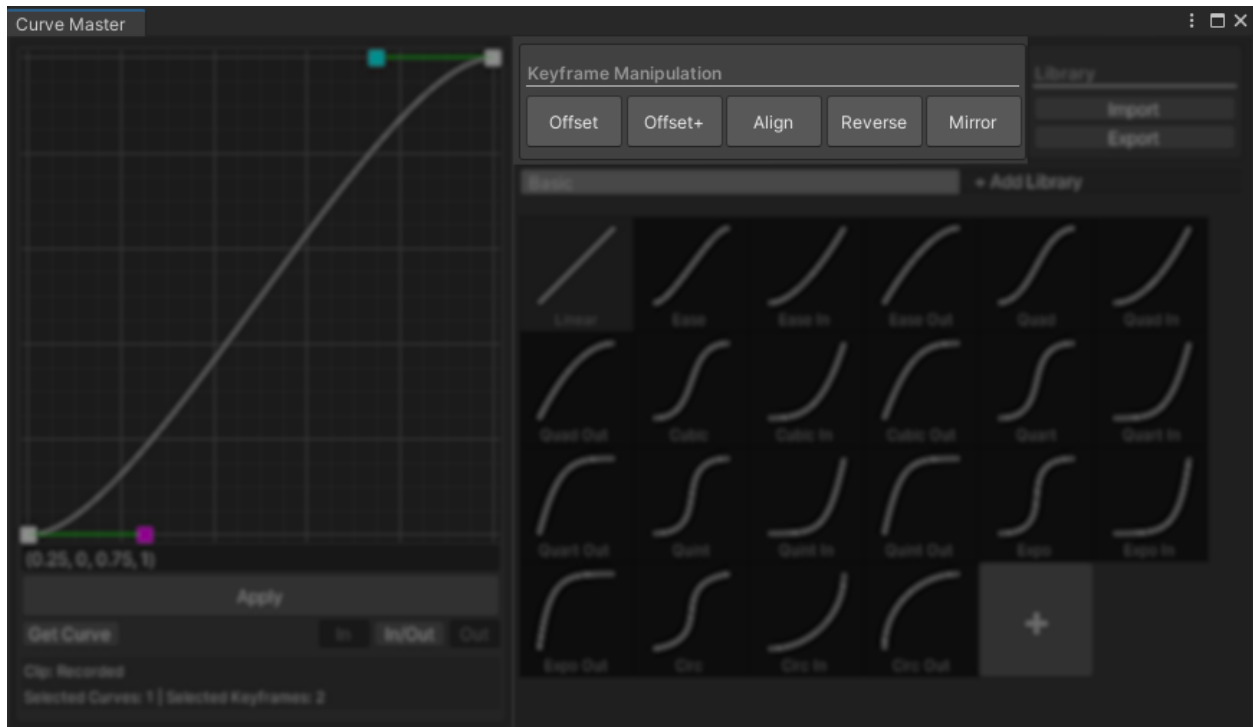 Curve Master
Keyframe Manipulation
Offset Offset+ Align Reverse Mirror
Library
Import
Export
Basic + Add Library
Linear Ease Ease In Ease Out Quad Quad In
Quad Out Cubic Cubic In Cubic Out Quart Quart In
Quart Out Quint Quint In Quint Out Expo Expo In
Expo Out Circ Circ In Circ Out +
(0.25, 0, 0.75, 1)
Apply
Get Curve In In/Out Out
Clip: Recorded
Selected Curves: 1 | Selected Keyframes: 2